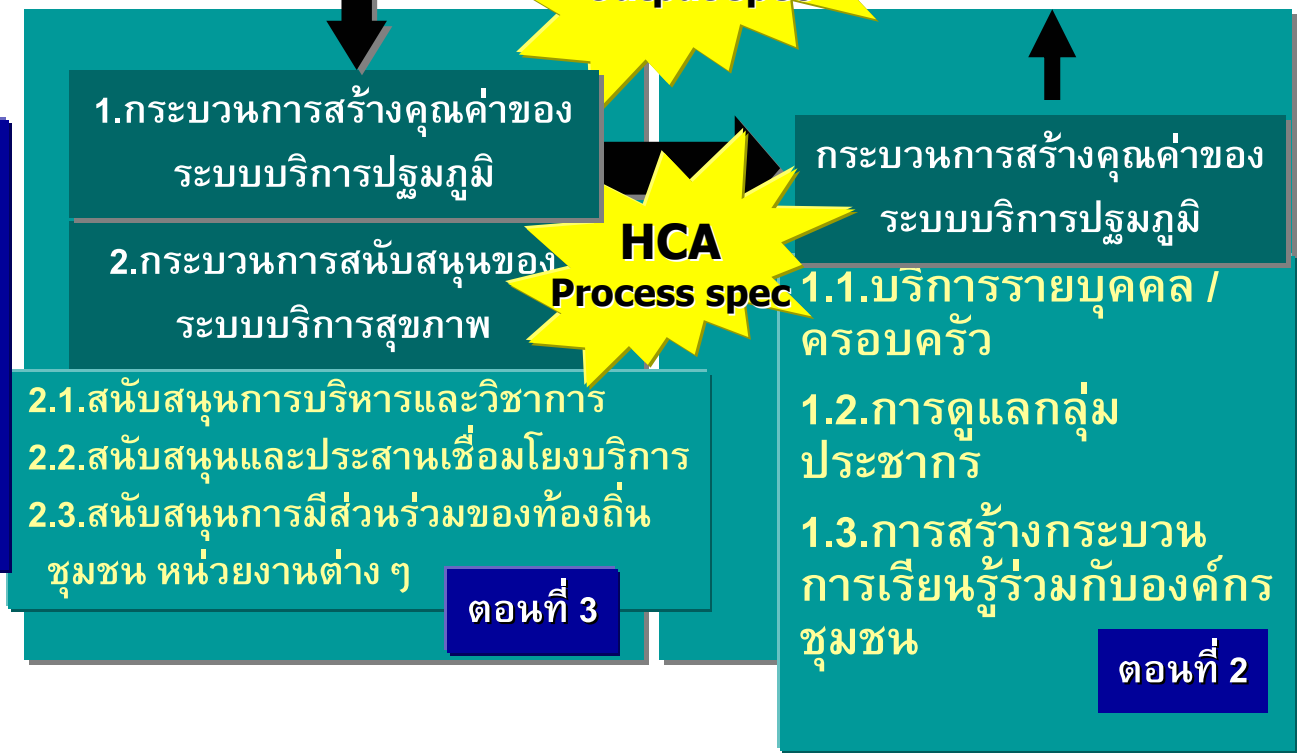 1.กระบวนการสร้างคุณค่าของ
ระบบบริการปฐมภูมิ
2.กระบวนการสนับสนุนของ
ระบบบริการสุขภาพ
2.1.สนับสนุนการบริหารและวิชาการ
2.2.สนับสนุนและประสานเชื่อมโยงบริการ
2.3.สนับสนุนการมีส่วนร่วมของท้องถิ่น
ชุมชน หน่วยงานต่าง ๆ
ตอนที่ 3
HCA
Process spec
กระบวนการสร้างคุณค่าของ
ระบบบริการปฐมภูมิ
1.1.บริการรายบุคคล /
ครอบครัว
1.2.การดูแลกลุ่ม
ประชากร
1.3.การสร้างกระบวน
การเรียนรู้ร่วมกับองค์กร
ชุมชน
ตอนที่ 2